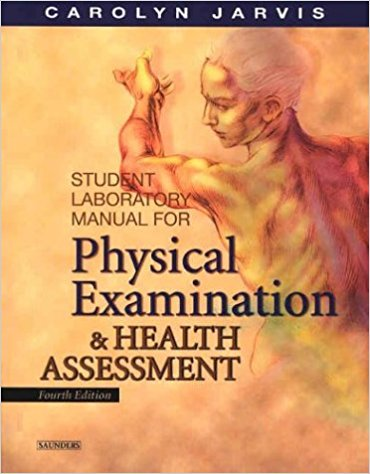 CAROLYN JARVIS
STUDENT
LABORATORY
MANUAL FOR
Physical
Examination
& HEALTH
ASSESSMENT
Fourth Edition
SAUNDERS